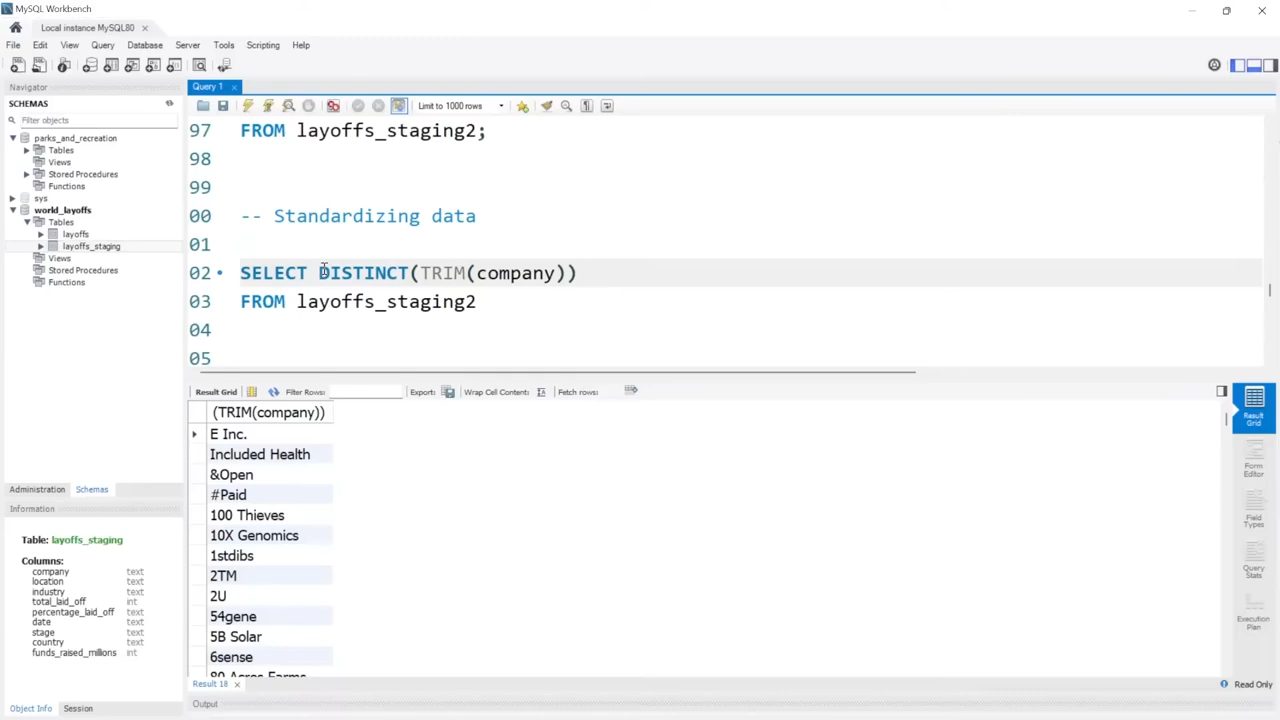 MySQL Workbench
Local instance MySQL80
File Edit View Query Database Server Tools Scripting Help
Navigator
SCHEMAS
Filter objects
parks_and_recreation
Tables
Views
Stored Procedures
Functions
sys
world_layoffs
Tables
layoffs
layoffs_staging
Views
Stored Procedures
Functions
Administration Schemas
Information
Table: layoffs_staging
Columns:
company text
location text
industry text
total_laid_off int
percentage_laid_off text
date text
stage text
country text
funds_raised_millions int
Object Info Session
Query 1
Limit to 1000 rows
97 FROM layoffs_staging2;
98
99
00 -- Standardizing data
01
02 SELECT DISTINCT(TRIM(company))
03 FROM layoffs_staging2
04
05
Result Grid Filter Rows: Export: Wrap Cell Content: Fetch rows:
(TRIM(company))
E Inc.
Included Health
&Open
#Paid
100 Thieves
10X Genomics
1stdibs
2TM
2U
54gene
5B Solar
6sense
80 Acres Farms
Result 18
Output
Result Grid
Form Editor
Field Types
Query Stats
Execution Plan
Read Only